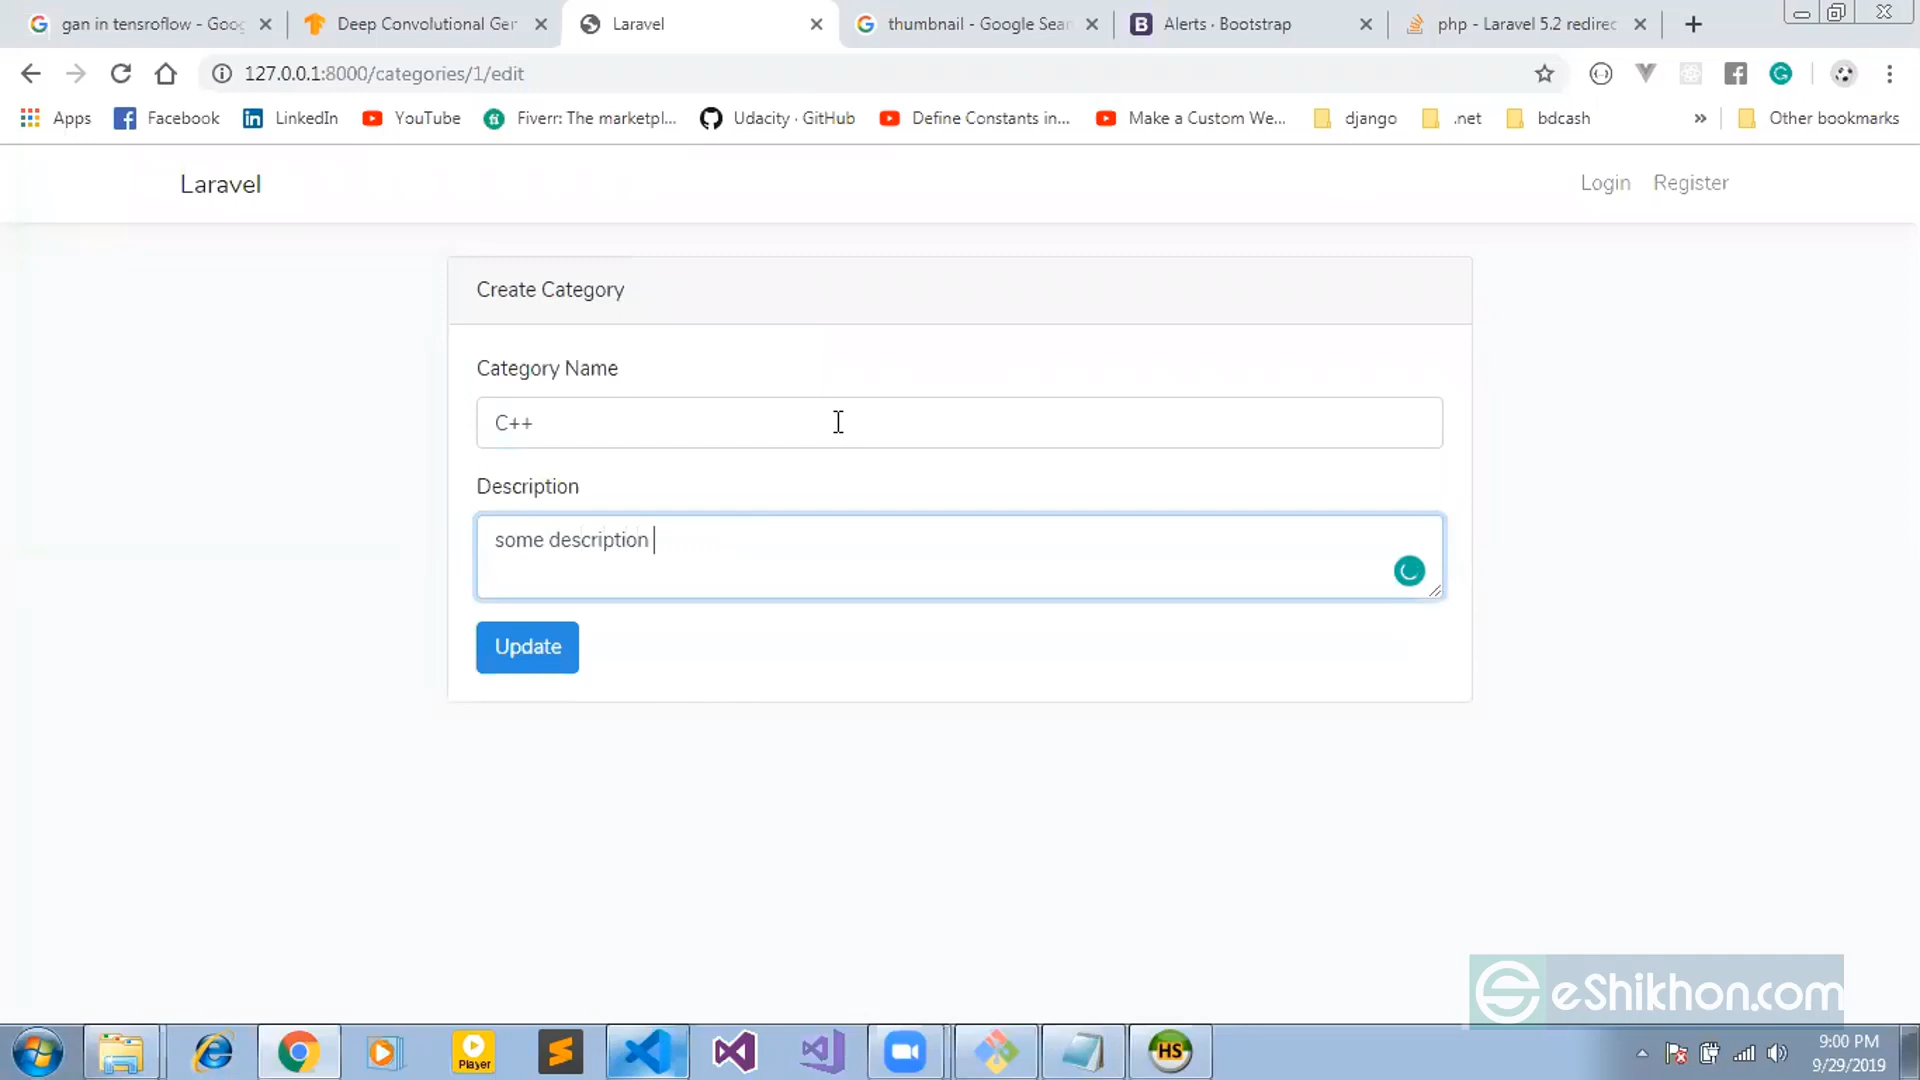 gan in tensroflow - Goog
Deep Convolutional Ger
Laravel
thumbnail - Google Sear
Alerts · Bootstrap
php - Laravel 5.2 redirec
127.0.0.1:8000/categories/1/edit
Apps
Facebook
LinkedIn
YouTube
Fiverr: The marketpl...
Udacity · GitHub
Define Constants in...
Make a Custom We...
django
.net
bdcash
»
Other bookmarks
Laravel
Login
Register
Create Category
Category Name
C++
Description
some description
Update
eShikhon.com
Player
HS
9:00 PM
9/29/2019